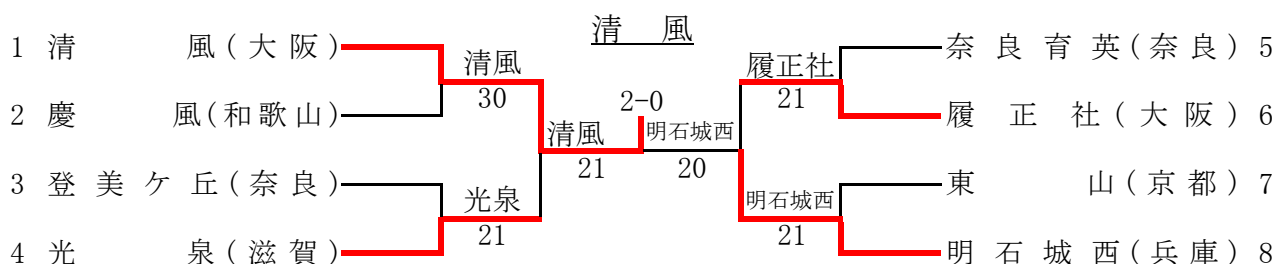 清 風
1 清 風(大阪)
清風
30
2 慶 風(和歌山)
清風
21
3 登美ケ丘(奈良)
光泉
21
4 光 泉(滋賀)
2-0
奈良育英(奈良) 5
履正社
21
履正社(大阪) 6
明石城西
20
東 山(京都) 7
明石城西
21
明石城西(兵庫) 8